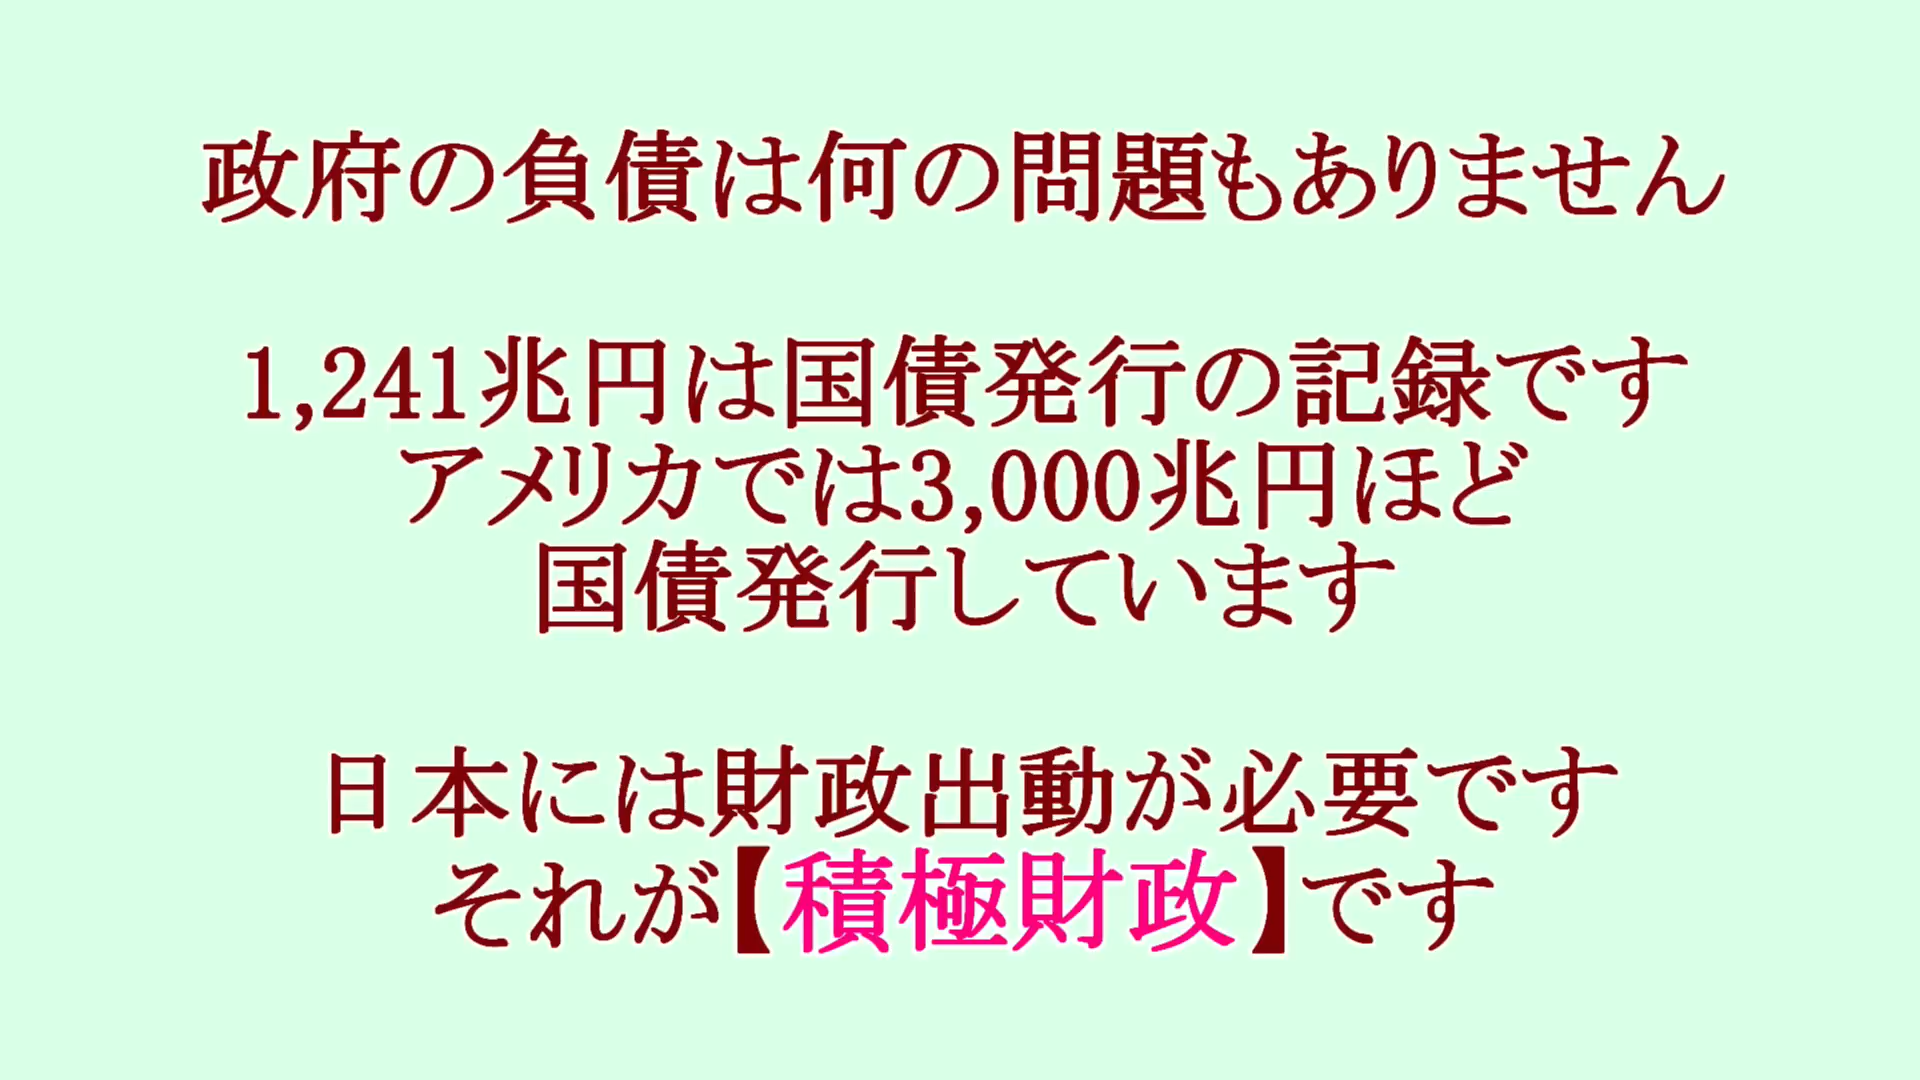 政府の負債は何の問題もありません
1,241兆円は国債発行の記録です
アメリカでは3,000兆円ほど
国債発行しています
日本には財政出動が必要です
それが【積極財政】です